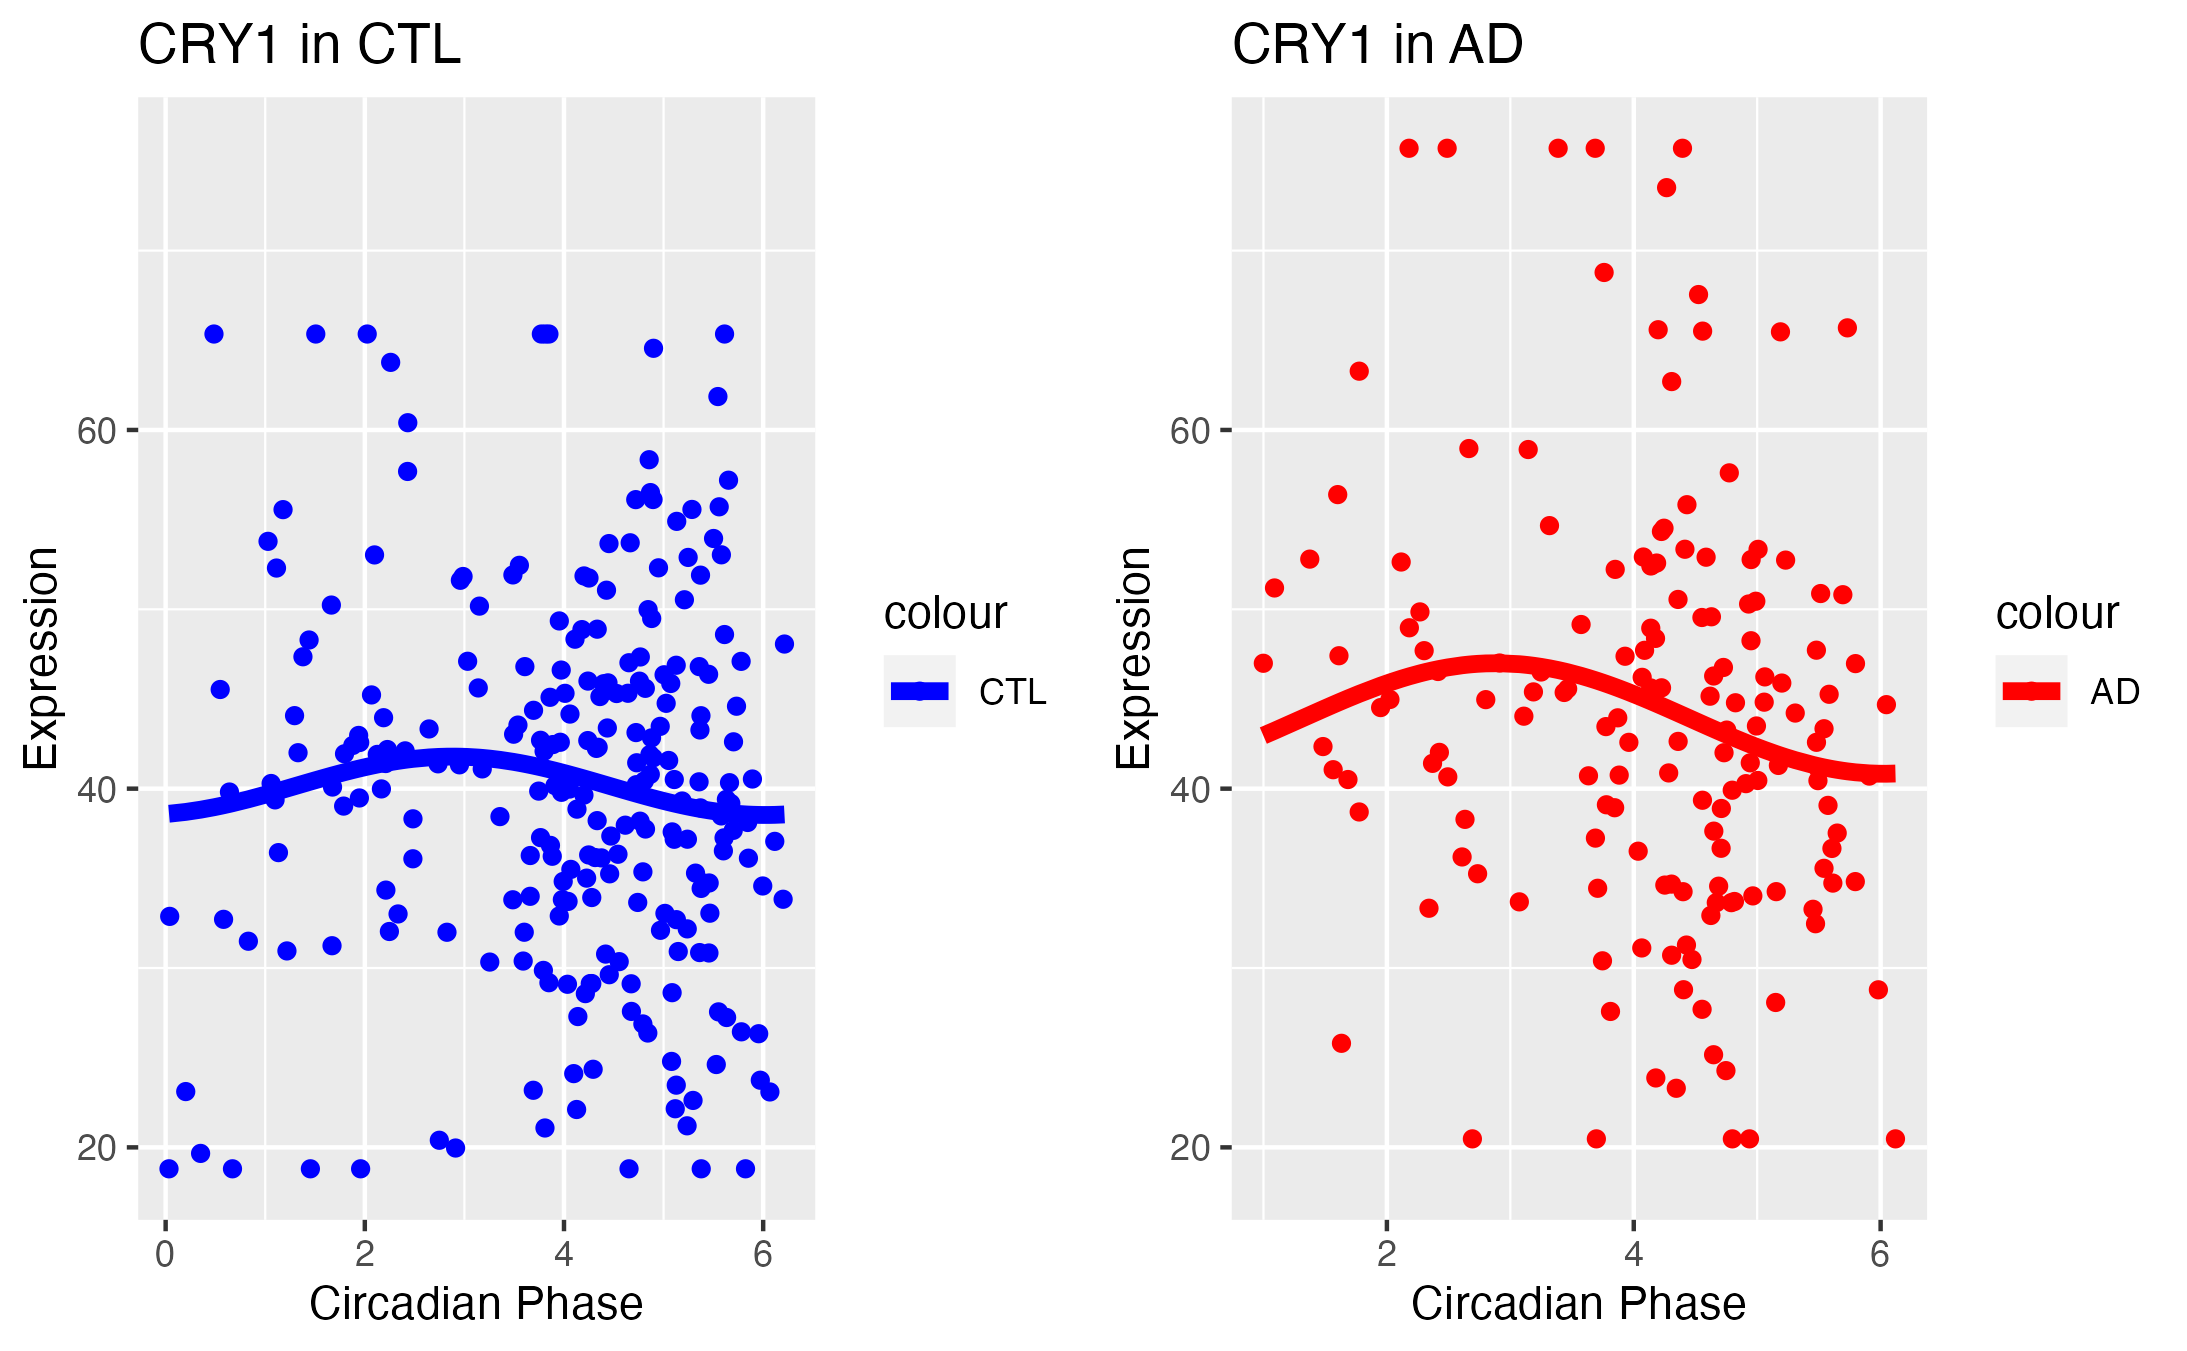 CRY1 in CTL
Expression
60
40
20
0 2 4 6
Circadian Phase
colour
CTL
CRY1 in AD
Expression
60
40
20
2 4 6
Circadian Phase
colour
AD